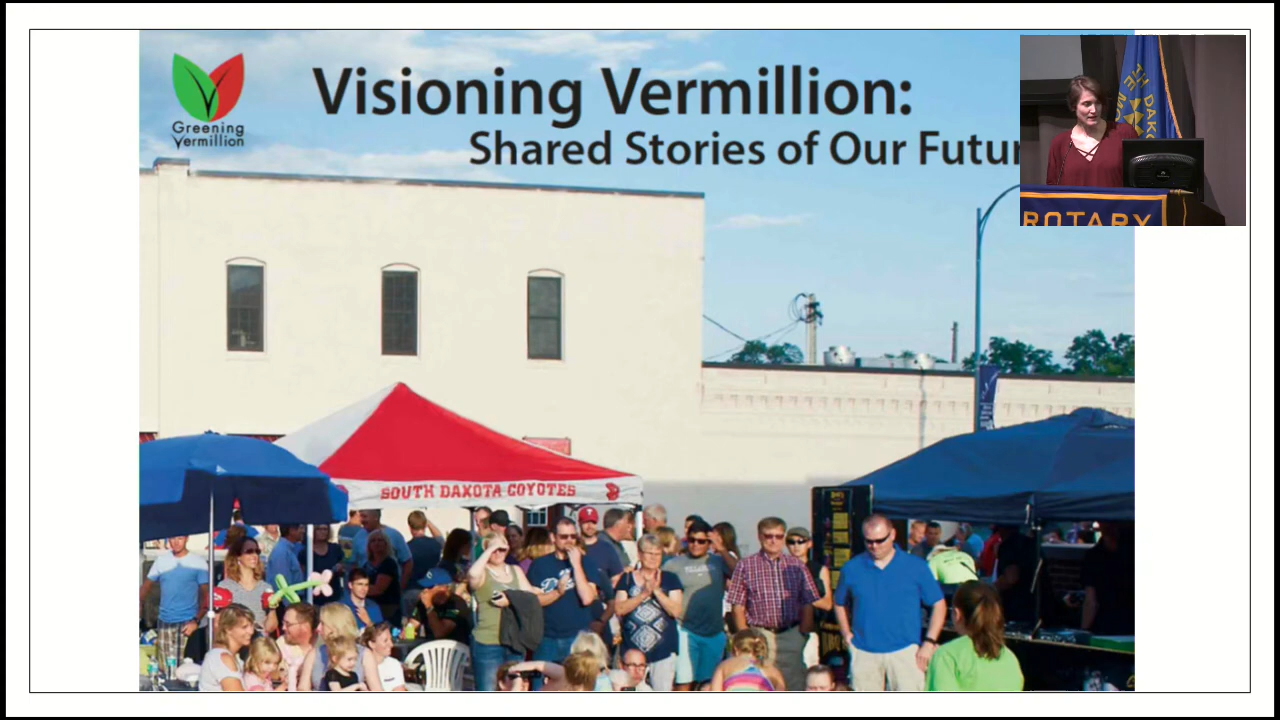 Visioning Vermillion:
Shared Stories of Our Futur
Greening
Vermillion
SOUTH DAKOTA COYOTES
ROTARY